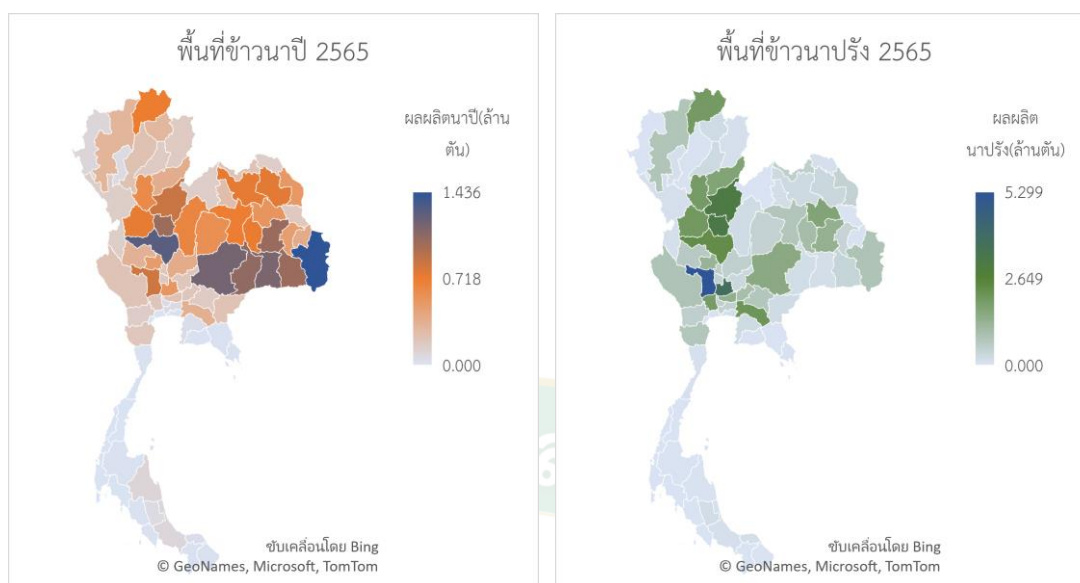 พื้นที่ข้าวนาปี 2565
ผลผลิตนาปี(ล้าน
ตัน)
1.436
0.718
0.000
ขับเคลื่อนโดย Bing
© GeoNames, Microsoft, TomTom
พื้นที่ข้าวนาปรัง 2565
ผลผลิต
นาปรัง(ล้านตัน)
5.299
2.649
0.000
ขับเคลื่อนโดย Bing
© GeoNames, Microsoft, TomTom